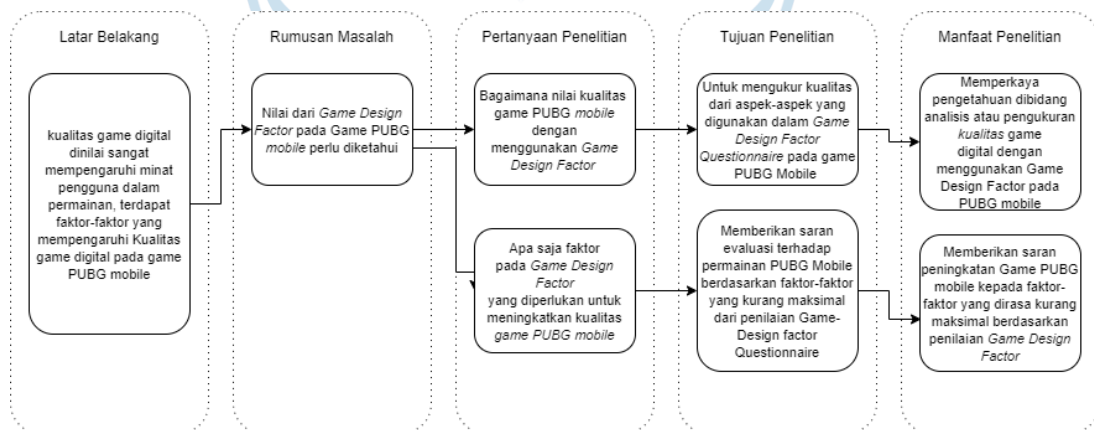 Latar Belakang
kualitas game digital
dinilai sangat
mempengaruhi minat
pengguna dalam
permainan, terdapat
faktor-faktor yang
mempengaruhi Kualitas
game digital pada game
PUBG mobile
Rumusan Masalah
Nilai dari Game Design
Factor pada Game PUBG
mobile perlu diketahui
Pertanyaan Penelitian
Bagaimana nilai kualitas
game PUBG mobile
dengan
menggunakan Game
Design Factor
Apa saja faktor
pada Game Design
Factor
yang diperlukan untuk
meningkatkan kualitas
game PUBG mobile
Tujuan Penelitian
Untuk mengukur kualitas
dari aspek-aspek yang
digunakan dalam Game
Design Factor
Questionnaire pada game
PUBG Mobile
Memberikan saran
evaluasi terhadap
permainan PUBG Mobile
berdasarkan faktor-faktor
yang kurang maksimal
dari penilaian Game-
Design factor
Questionnaire
Manfaat Penelitian
Memperkaya
pengetahuan dibidang
analisis atau pengukuran
kualitas game
digital dengan
menggunakan Game
Design Factor pada
PUBG mobile
Memberikan saran
peningkatan Game PUBG
mobile kepada faktor-
faktor yang dirasa kurang
maksimal berdasarkan
penilaian Game Design
Factor